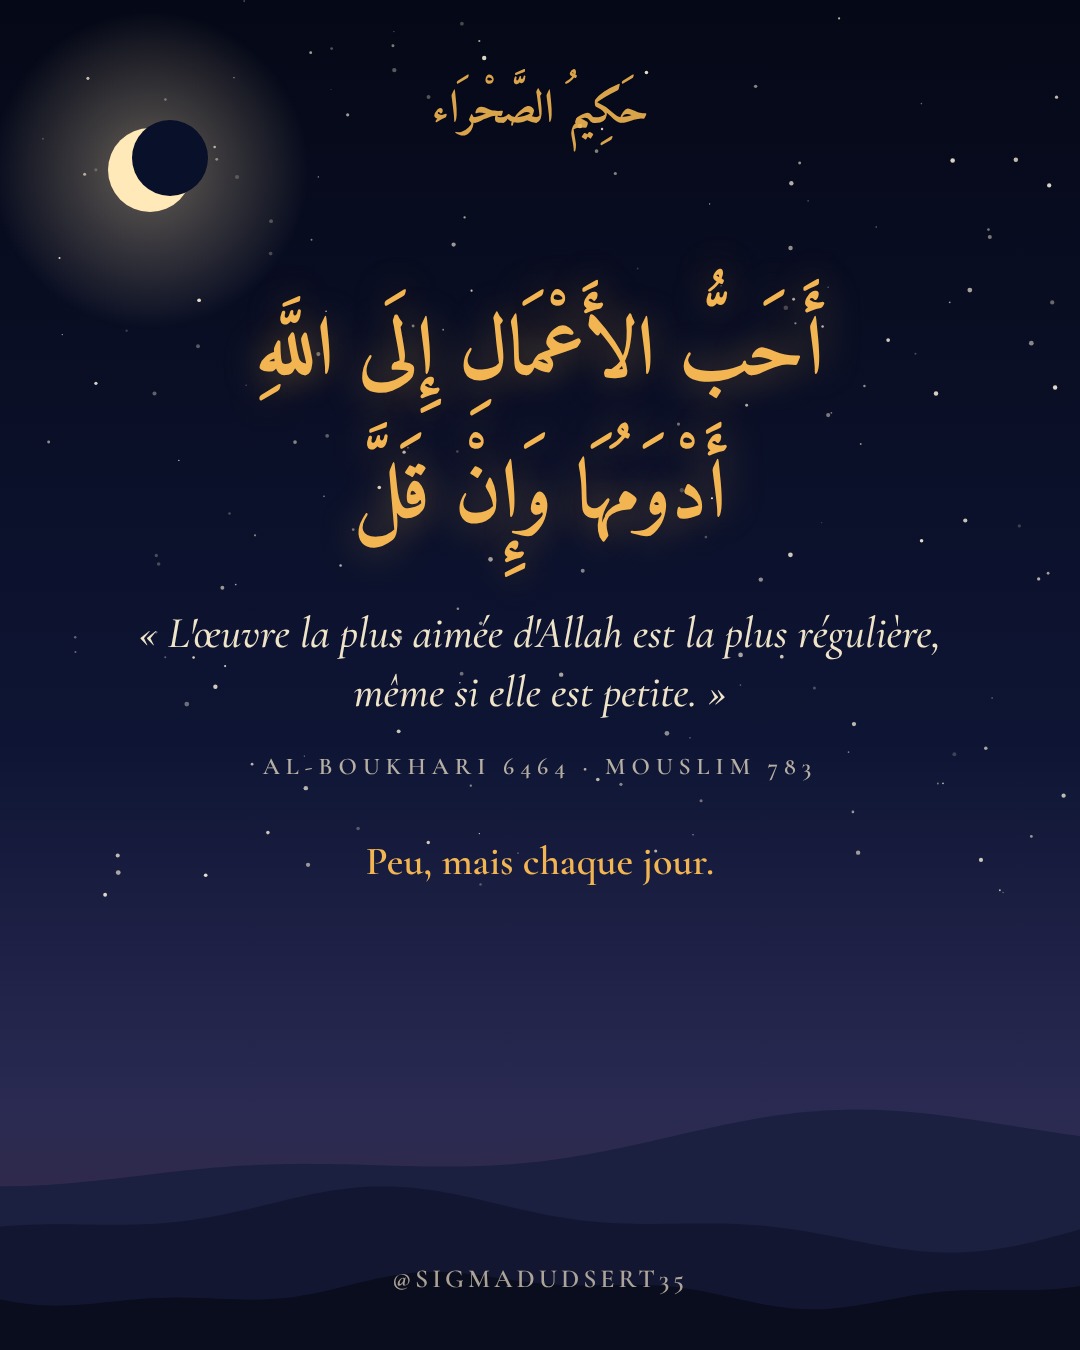 حَكِيمُ الصَّحْرَاء
أَحَبُّ الأَعْمَالِ إِلَى اللَّهِ
أَدْوَمُهَا وَإِنْ قَلَّ
« L'œuvre la plus aimée d'Allah est la plus régulière,
même si elle est petite. »
AL-BOUKHARI 6464 · MOUSLIM 783
Peu, mais chaque jour.
@SIGMADUDSERT35